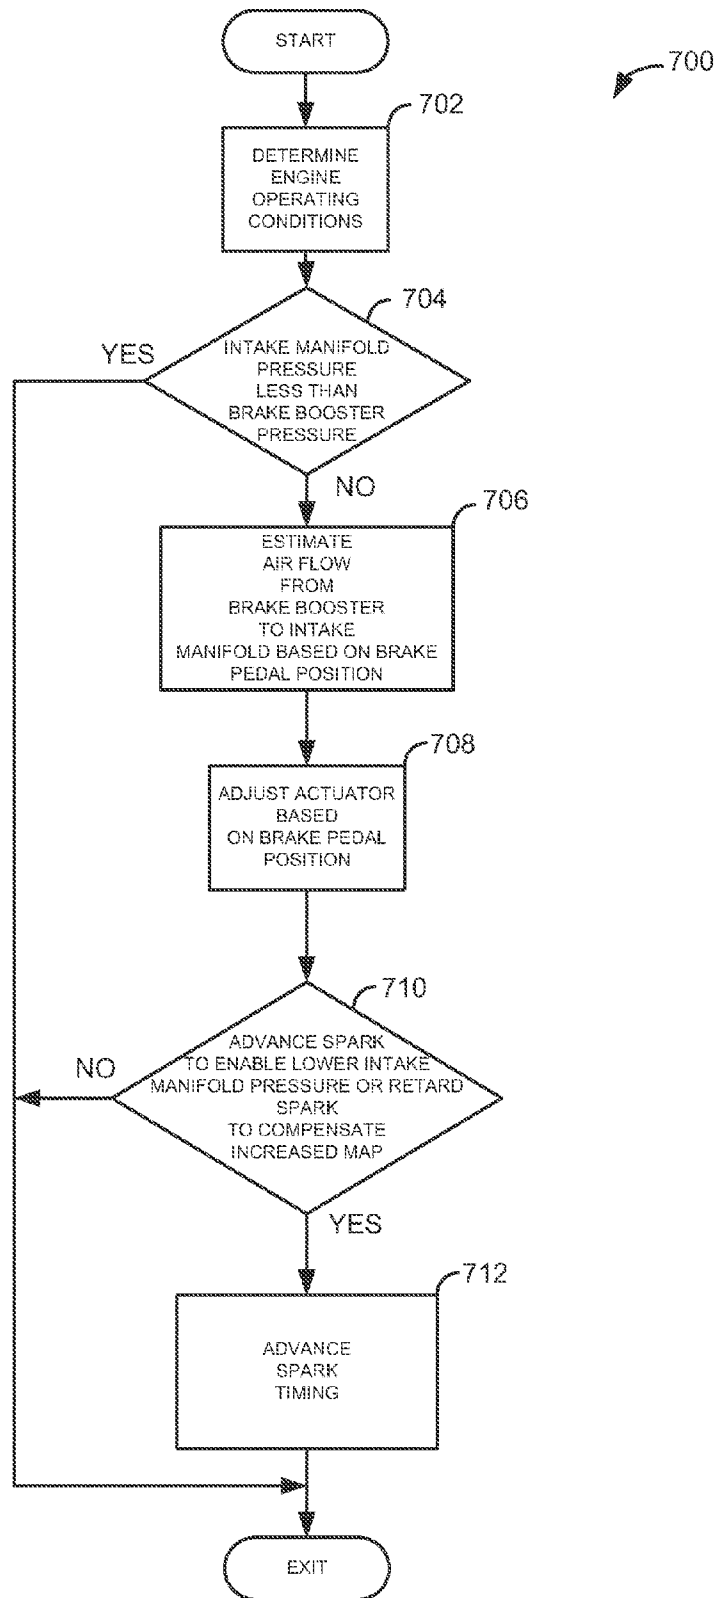 START
700
702
DETERMINE
ENGINE
OPERATING
CONDITIONS
704
YES
INTAKE MANIFOLD
PRESSURE
LESS THAN
BRAKE BOOSTER
PRESSURE
NO
706
ESTIMATE
AIR FLOW
FROM
BRAKE BOOSTER
TO INTAKE
MANIFOLD BASED ON BRAKE
PEDAL POSITION
708
ADJUST ACTUATOR
BASED
ON BRAKE PEDAL
POSITION
710
NO
ADVANCE SPARK
TO ENABLE LOWER INTAKE
MANIFOLD PRESSURE OR RETARD
SPARK
TO COMPENSATE
INCREASED MAP
YES
712
ADVANCE
SPARK
TIMING
EXIT